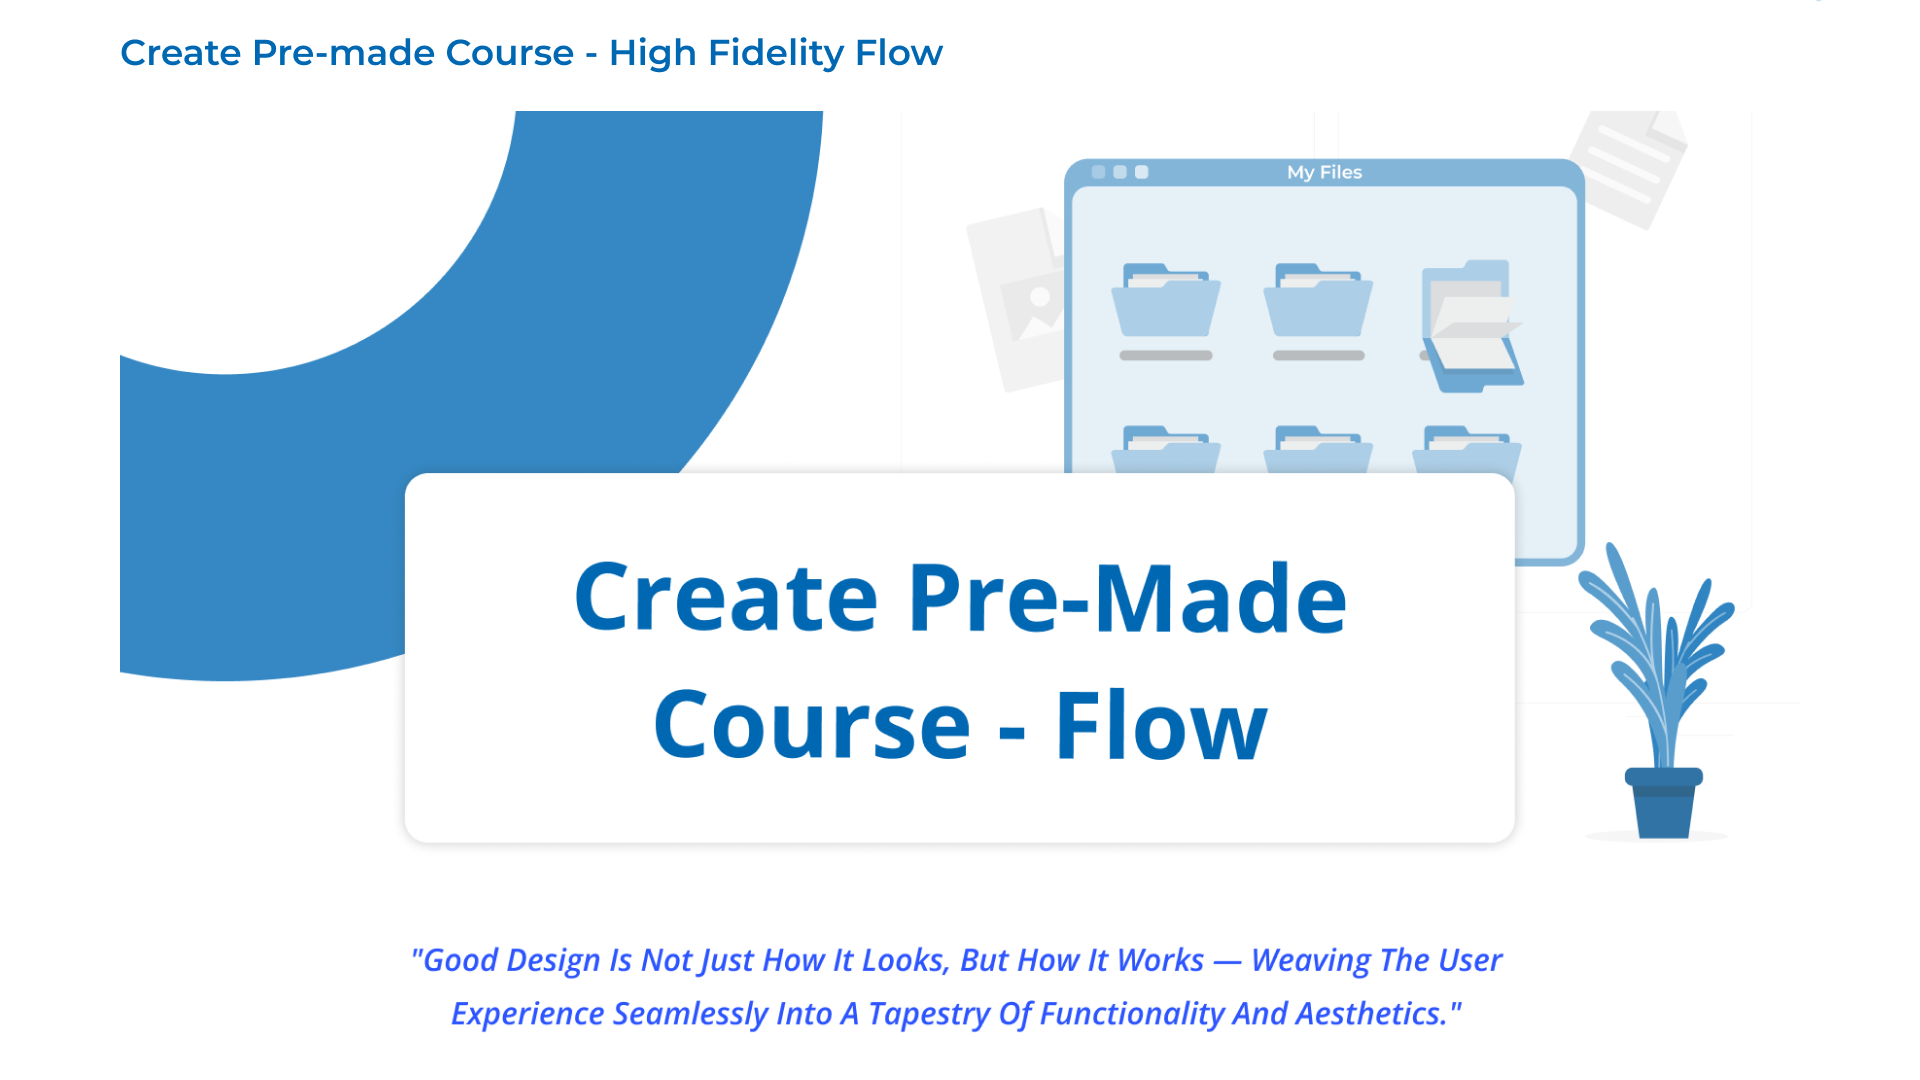 Create Pre-made Course - High Fidelity Flow
My Files
Create Pre-Made
Course - Flow
"Good Design Is Not Just How It Looks, But How It Works — Weaving The User
Experience Seamlessly Into A Tapestry Of Functionality And Aesthetics."